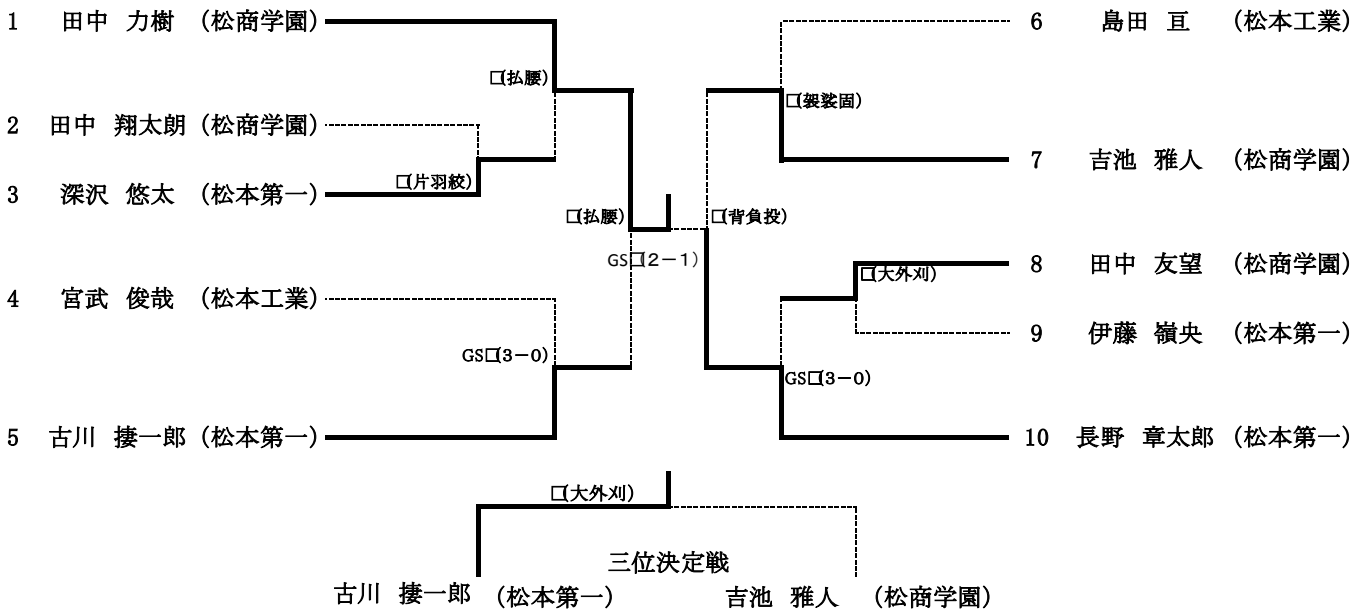 1 田中 力樹 (松商学園)
□(払腰)
2 田中 翔太朗 (松商学園)
3 深沢 悠太 (松本第一)
□(片羽絞)
□(払腰)
4 宮武 俊哉 (松本工業)
GS□(3－0)
5 古川 捿一郎 (松本第一)
GS□(2－1)
6 島田 亘 (松本工業)
□(袈裟固)
7 吉池 雅人 (松商学園)
□(背負投)
8 田中 友望 (松商学園)
□(大外刈)
9 伊藤 嶺央 (松本第一)
GS□(3－0)
10 長野 章太郎 (松本第一)
□(大外刈)
三位決定戦
古川 捿一郎 (松本第一) 吉池 雅人 (松商学園)